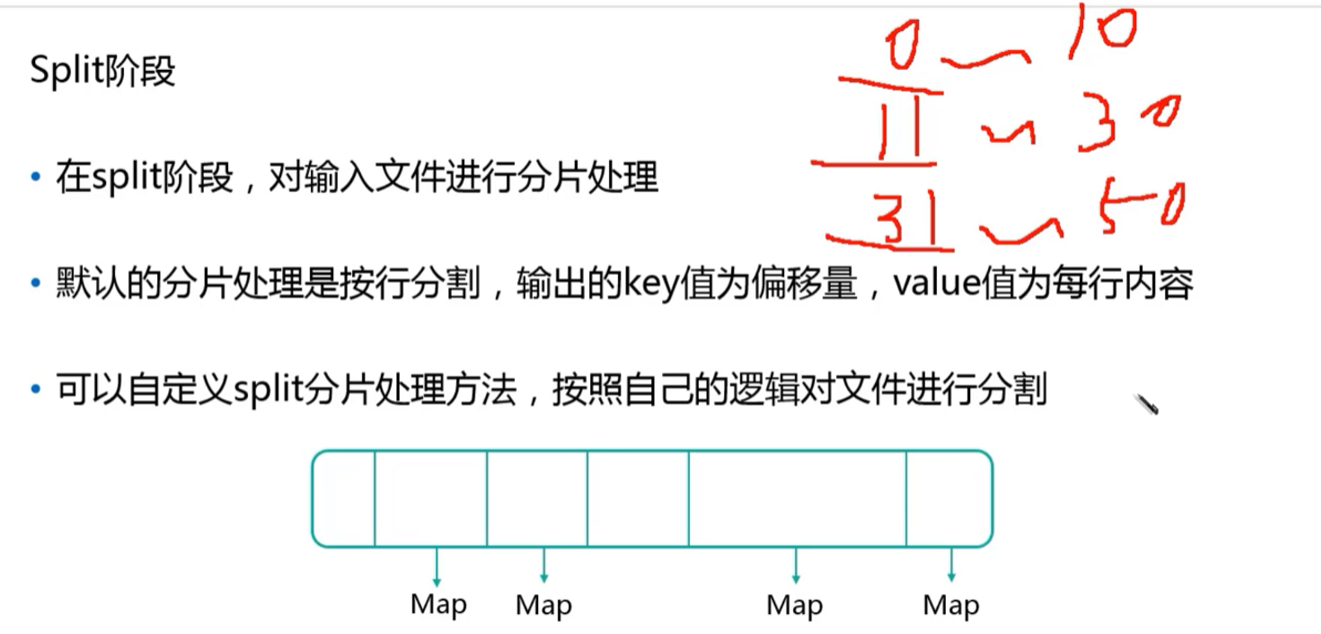 Split阶段
0 ~ 10
11 ~ 30
31 ~ 50
• 在split阶段，对输入文件进行分片处理
• 默认的分片处理是按行分割，输出的key值为偏移量，value值为每行内容
• 可以自定义split分片处理方法，按照自己的逻辑对文件进行分割
Map Map Map Map